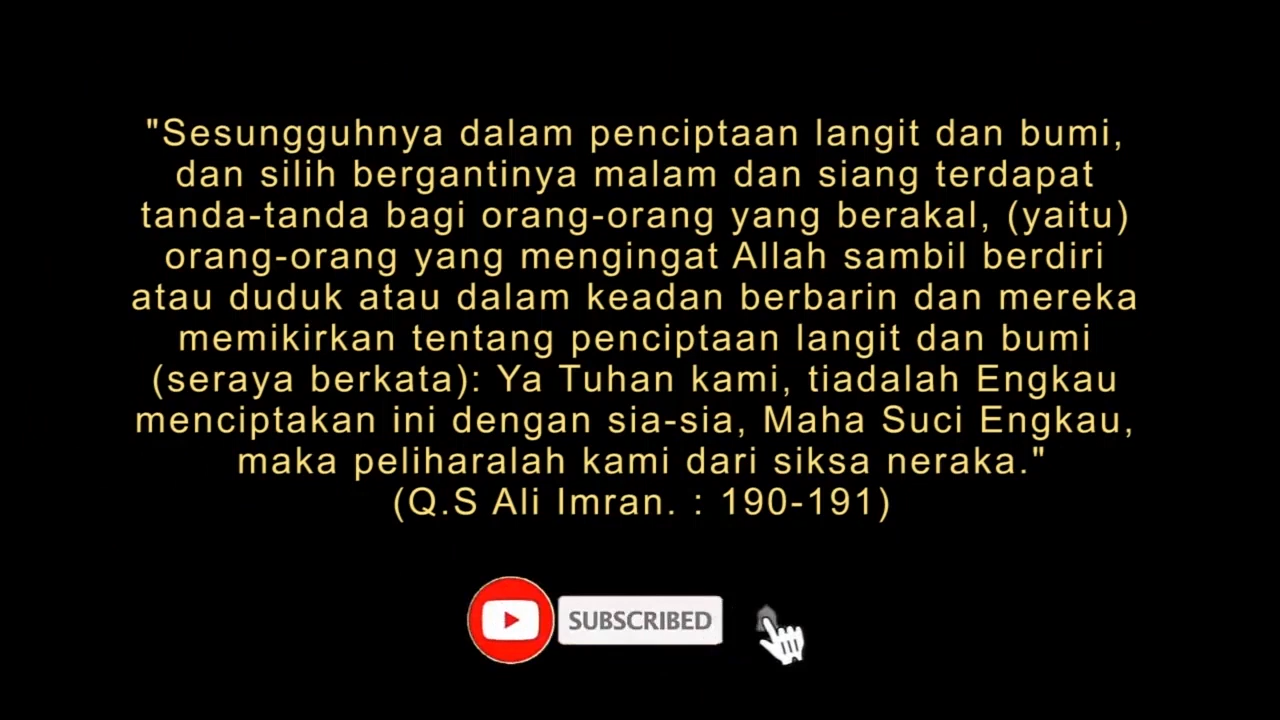 "Sesungguhnya dalam penciptaan langit dan bumi,
dan silih bergantinya malam dan siang terdapat
tanda-tanda bagi orang-orang yang berakal, (yaitu)
orang-orang yang mengingat Allah sambil berdiri
atau duduk atau dalam keadan berbarin dan mereka
memikirkan tentang penciptaan langit dan bumi
(seraya berkata): Ya Tuhan kami, tiadalah Engkau
menciptakan ini dengan sia-sia, Maha Suci Engkau,
maka peliharalah kami dari siksa neraka."
(Q.S Ali Imran. : 190-191)
SUBSCRIBED